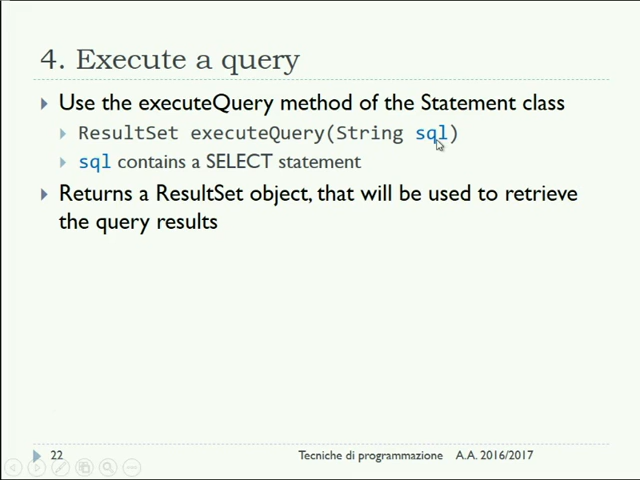 4. Execute a query
Use the executeQuery method of the Statement class
ResultSet executeQuery(String sql)
sql contains a SELECT statement
Returns a ResultSet object, that will be used to retrieve
the query results
22
Tecniche di programmazione A.A. 2016/2017